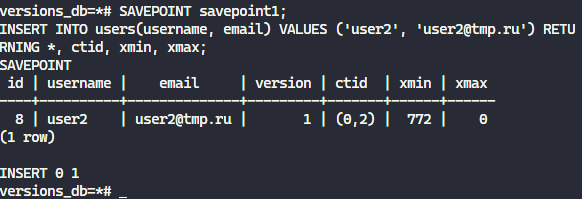 versions_db=*# SAVEPOINT savepoint1;
INSERT INTO users(username, email) VALUES ('user2', 'user2@tmp.ru') RETU
RNING *, ctid, xmin, xmax;
SAVEPOINT
 id | username |    email     | version | ctid  | xmin | xmax
----+----------+--------------+---------+-------+------+------
  8 | user2    | user2@tmp.ru |       1 | (0,2) |  772 |    0
(1 row)

INSERT 0 1
versions_db=*# _